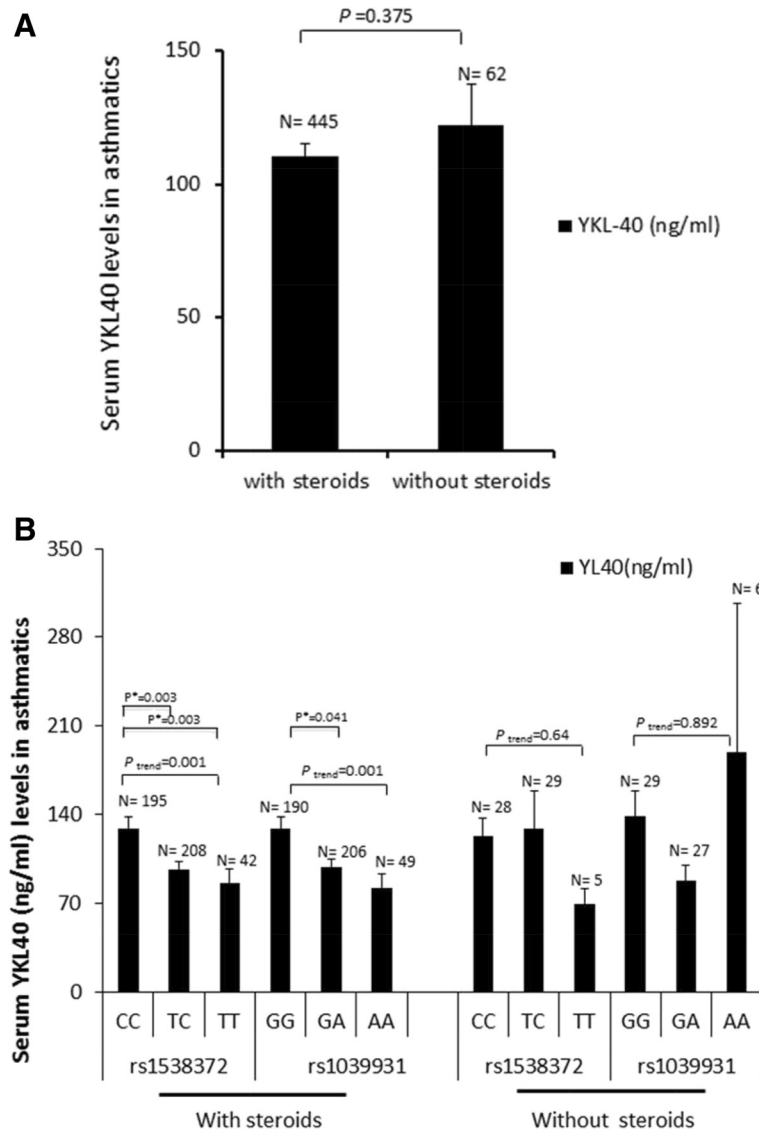 A
P =0.375
150
N= 62
N= 445
100
Serum YKL40 levels in asthmatics
YKL-40 (ng/ml)
50
0
with steroids
without steroids
B
350
YL40(ng/ml)
N= 6
280
Serum YKL40 (ng/ml) levels in asthmatics
P*=0.003
210
P*=0.003
P*=0.041
P trend=0.64
P trend=0.892
P trend=0.001
P trend=0.001
140
N= 195
N= 190
N= 28
N= 29
N= 29
N= 208
N= 42
N= 206
N= 49
N= 5
N= 27
70
0
CC TC TT GG GA AA CC TC TT GG GA AA
rs1538372 rs1039931 rs1538372 rs1039931
With steroids
Without steroids